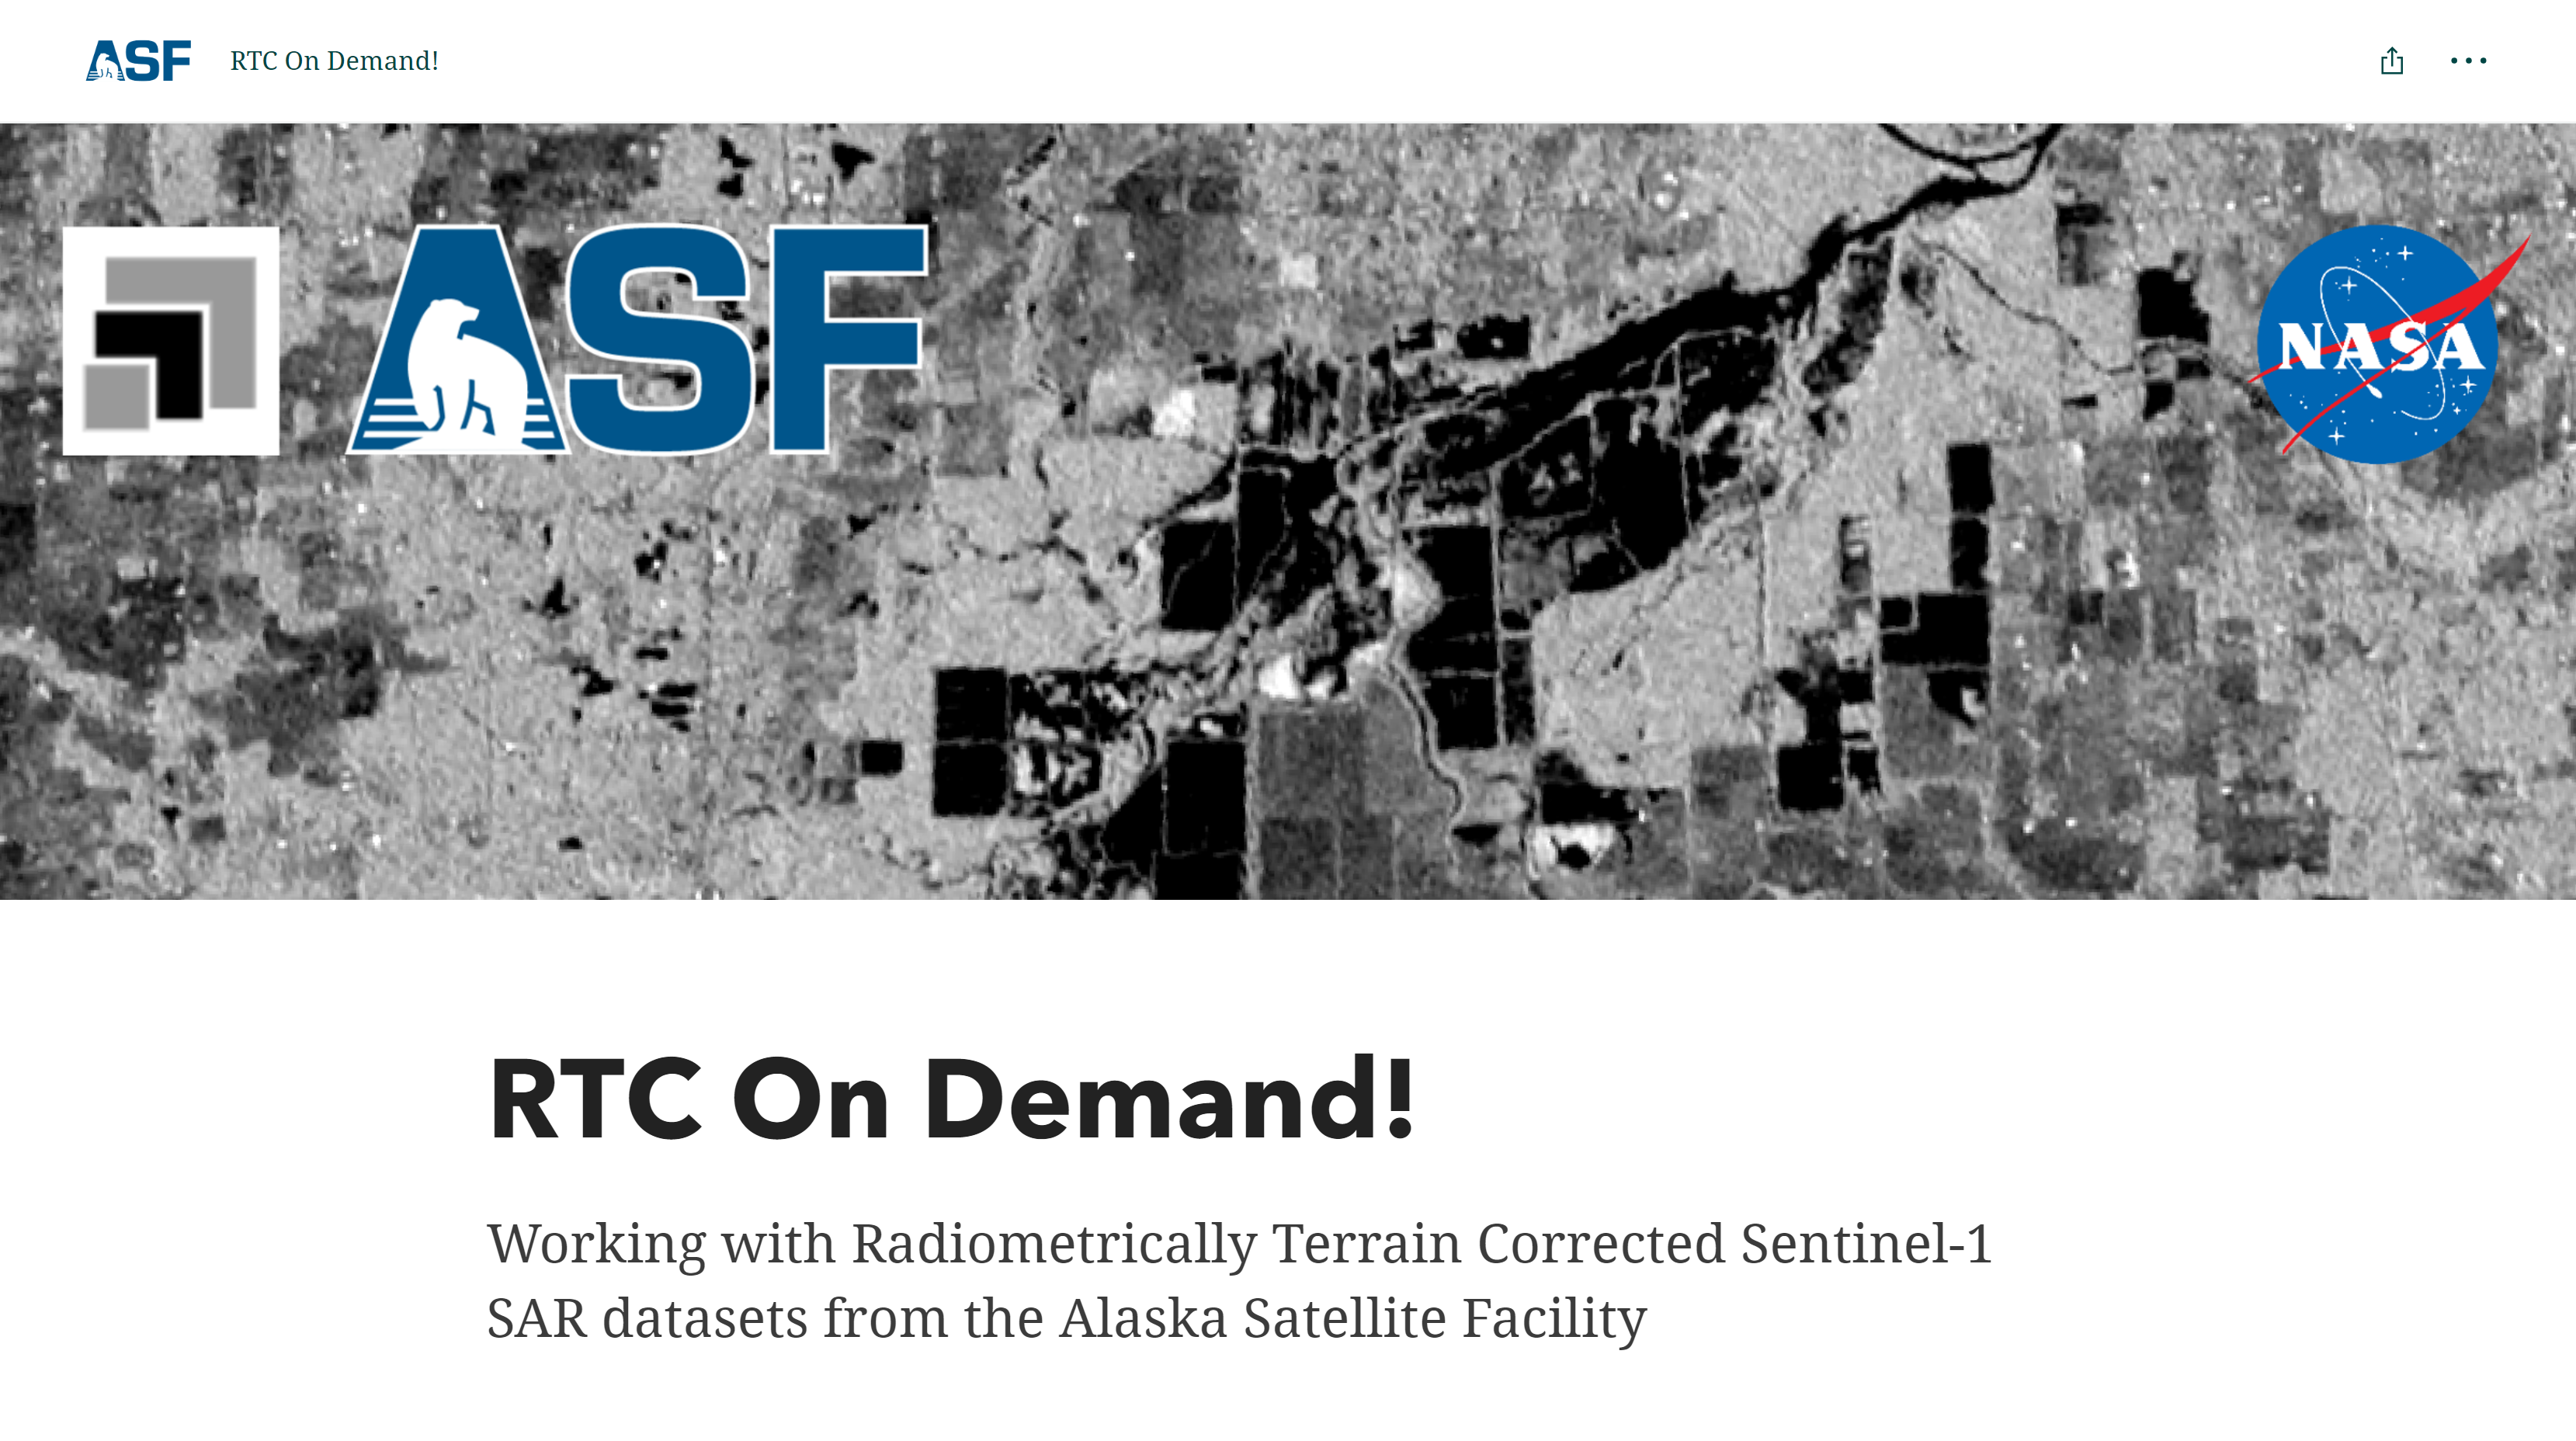 ASF RTC On Demand!
ASF
NASA
RTC On Demand!
Working with Radiometrically Terrain Corrected Sentinel-1
SAR datasets from the Alaska Satellite Facility